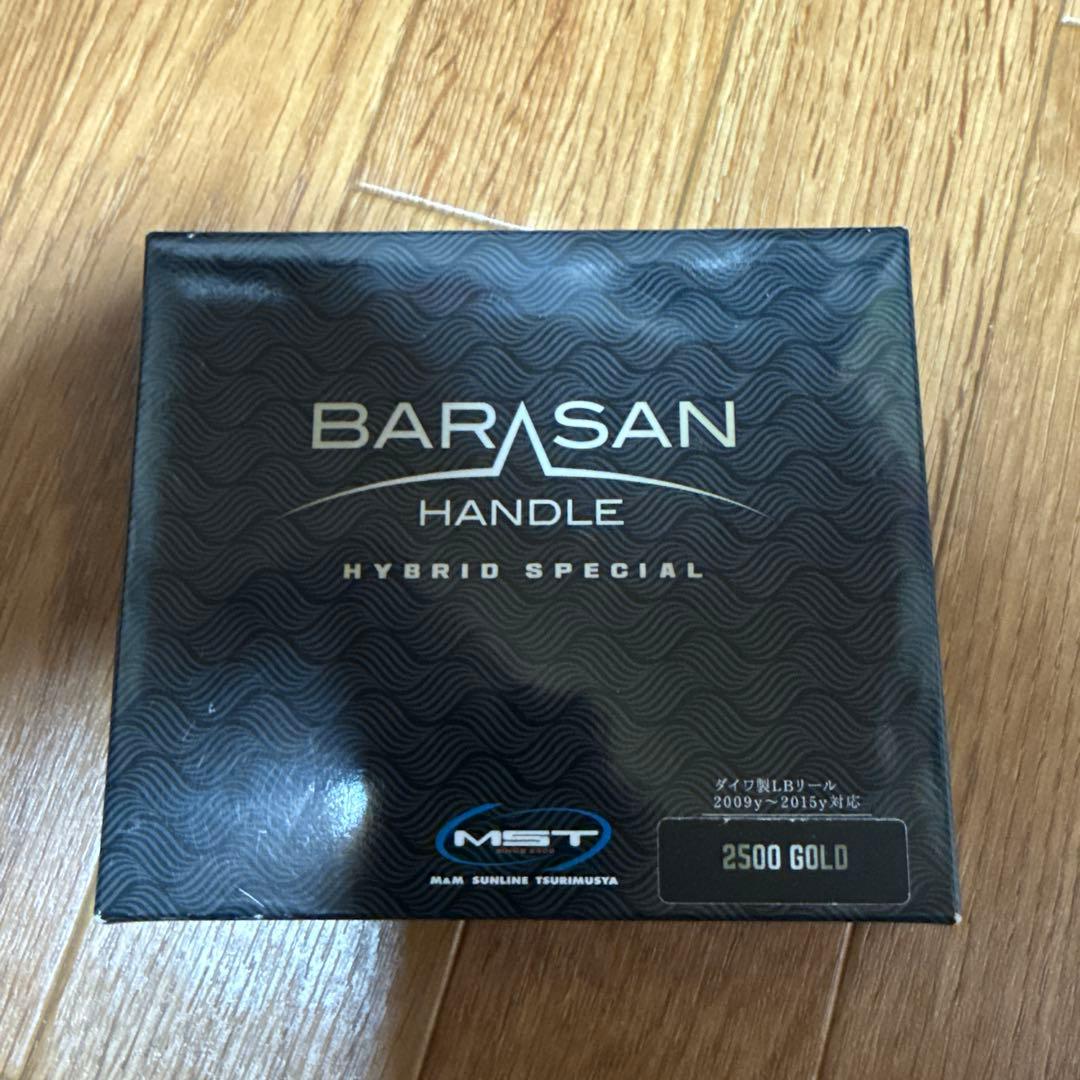 BARASAN
HANDLE
HYBRID SPECIAL
ダイワ製LBリール
2009y～2015y対応
2500 GOLD
MST
M&M SUNLINE TSURIMUSYA